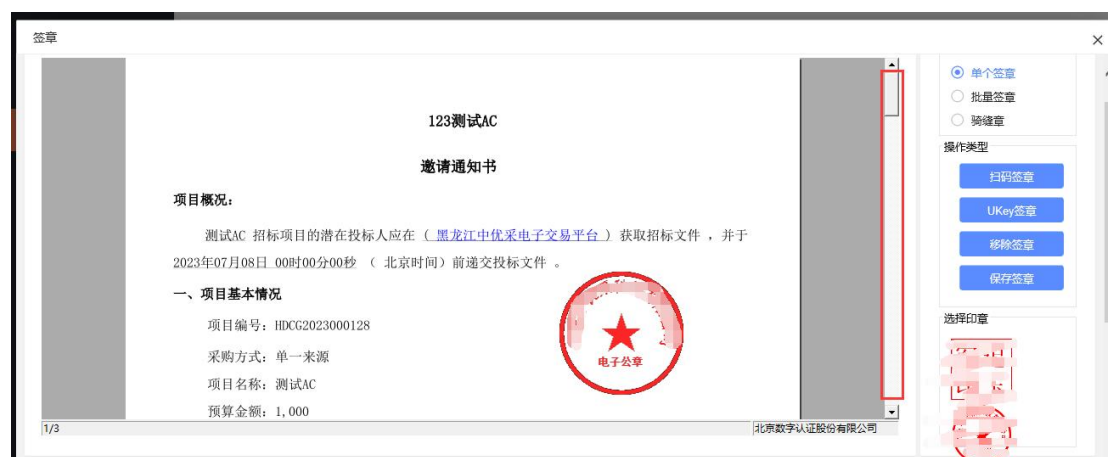 签章
123测试AC
邀请通知书
项目概况：
测试AC 招标项目的潜在投标人应在 （ 黑龙江中优采电子交易平台 ）获取招标文件 ，并于
2023年07月08日 00时00分00秒 （ 北京时间）前递交投标文件 。
一、项目基本情况
项目编号：HDCG2023000128
采购方式：单一来源
项目名称：测试AC
预算金额：1,000
电子公章
1/3
北京数字认证股份有限公司
单个签章
批量签章
骑缝章
操作类型
扫码签章
UKey签章
移除签章
保存签章
选择印章